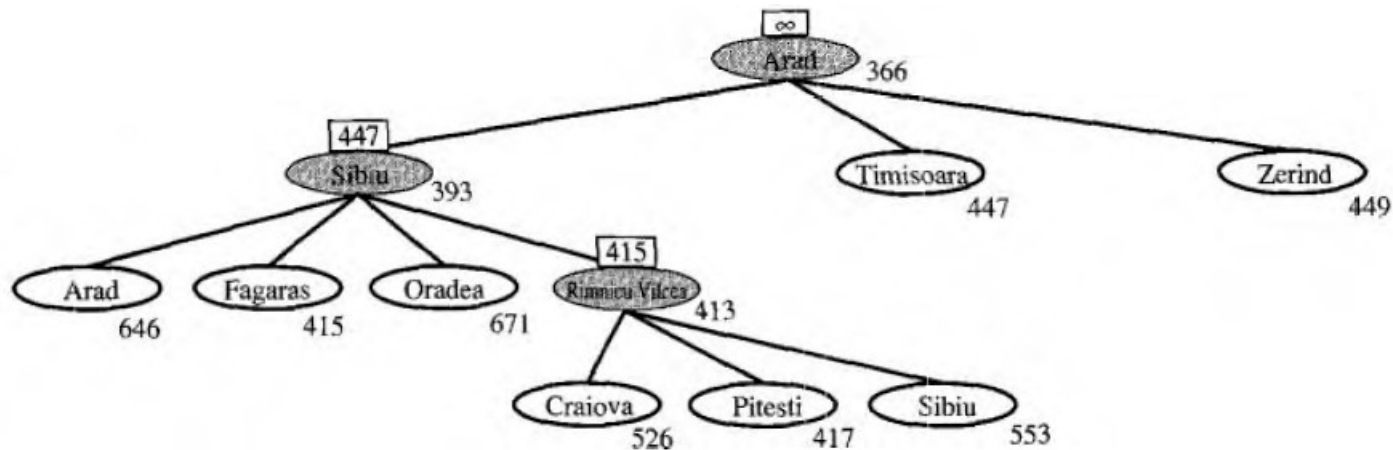 ∞
Arad
366
447
Sibiu
393
Timisoara
447
Zerind
449
Arad
646
Fagaras
415
Oradea
671
415
Rimnicu Vilcea
413
Craiova
526
Pitesti
417
Sibiu
553